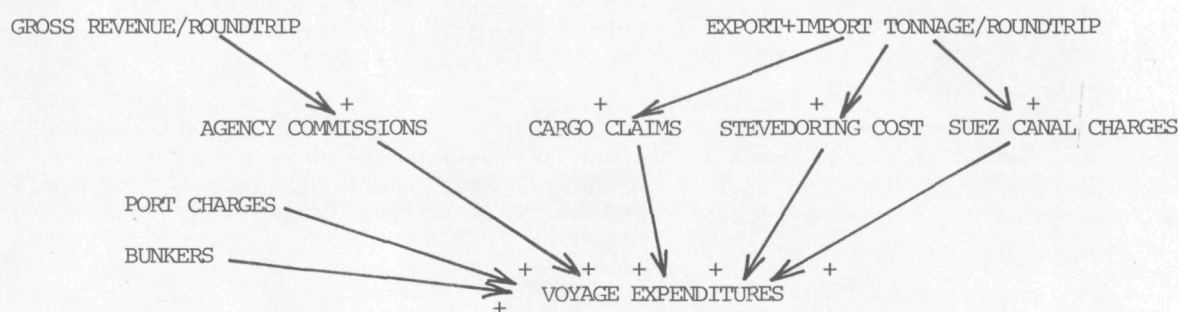 GROSS REVENUE/ROUNDTRIP EXPORT+IMPORT TONNAGE/ROUNDTRIP
+ + + +
AGENCY COMMISSIONS CARGO CLAIMS STEVEDORING COST SUEZ CANAL CHARGES
PORT CHARGES
BUNKERS
+ + + + +
VOYAGE EXPENDITURES
+